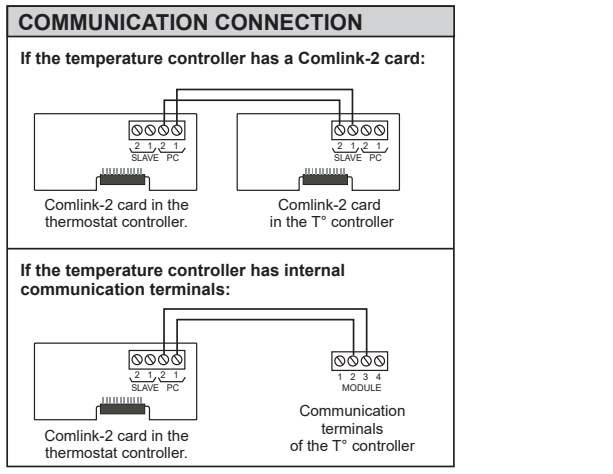 COMMUNICATION CONNECTION
If the temperature controller has a Comlink-2 card:
2 1 2 1
SLAVE PC
2 1 2 1
SLAVE PC
Comlink-2 card in the
thermostat controller.
Comlink-2 card
in the T° controller
If the temperature controller has internal
communication terminals:
2 1 2 1
SLAVE PC
1 2 3 4
MODULE
Comlink-2 card in the
thermostat controller.
Communication
terminals
of the T° controller